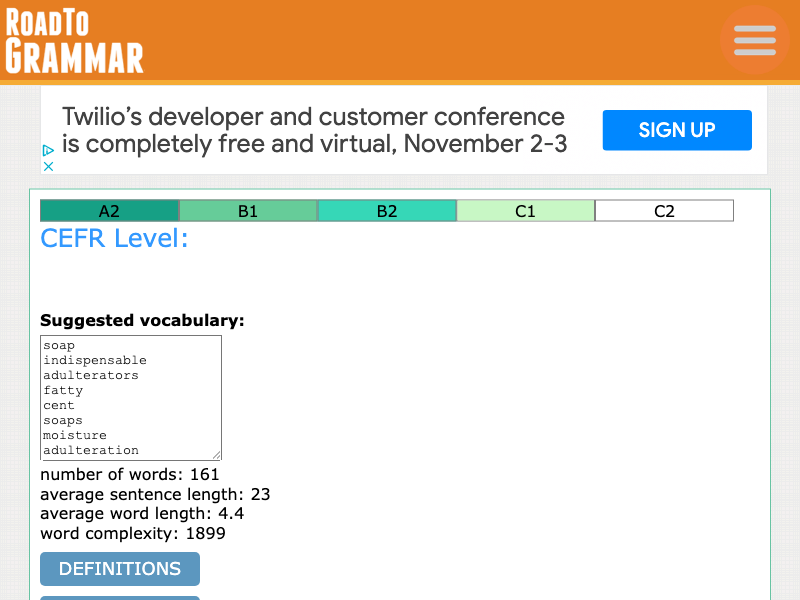 ROADTO
GRAMMAR
Twilio's developer and customer conference
is completely free and virtual, November 2-3
SIGN UP
A2 B1 B2 C1 C2
CEFR Level:
Suggested vocabulary:
soap
indispensable
adulterators
fatty
cent
soaps
moisture
adulteration
number of words: 161
average sentence length: 23
average word length: 4.4
word complexity: 1899
DEFINITIONS